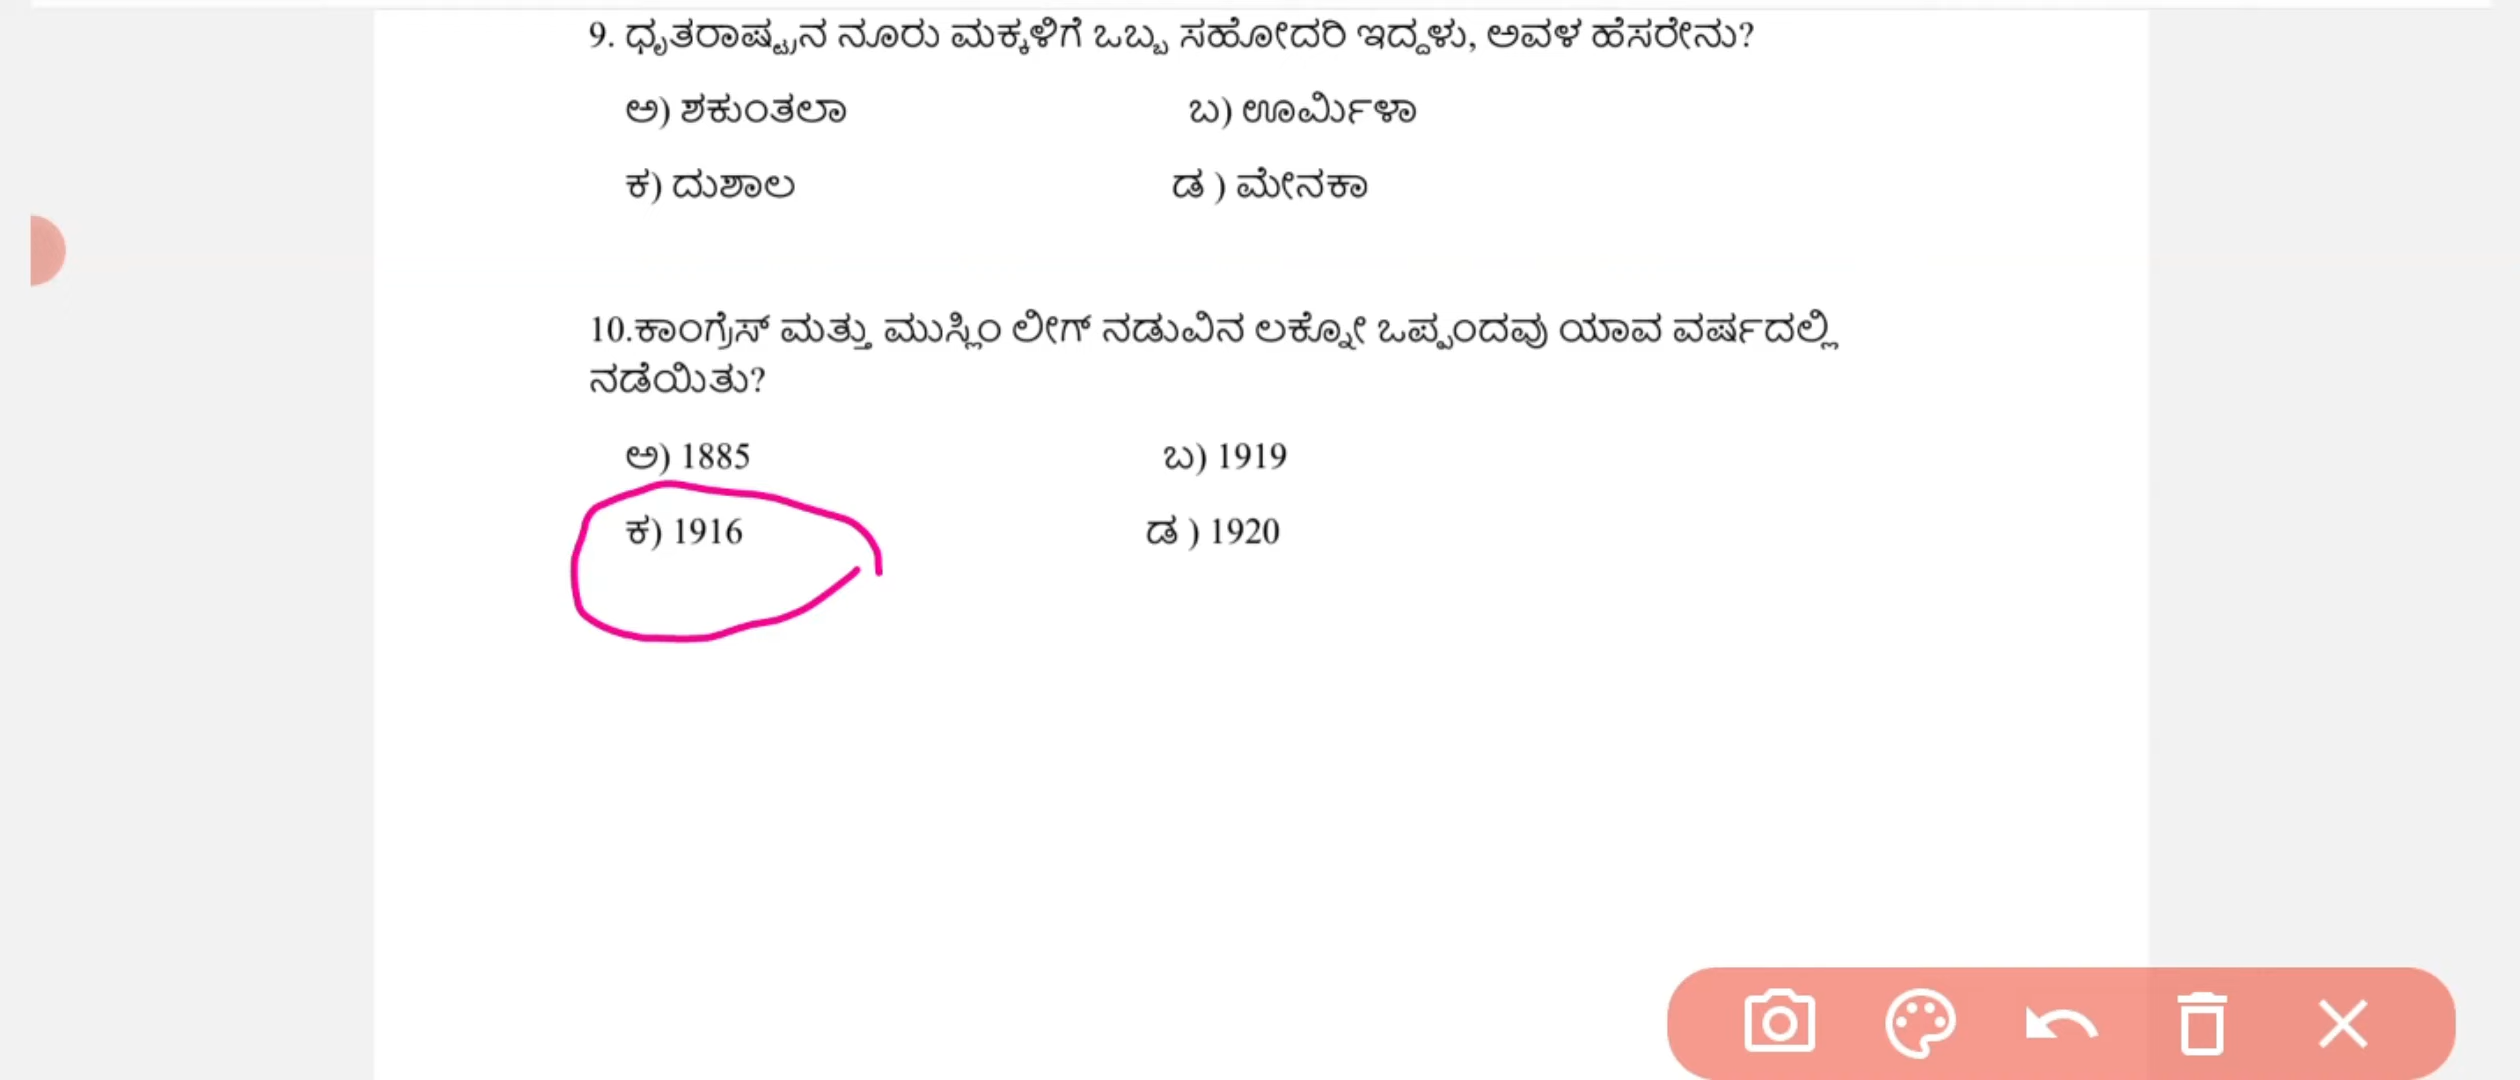 9. ಧೃತರಾಷ್ಟ್ರನ ನೂರು ಮಕ್ಕಳಿಗೆ ಒಬ್ಬ ಸಹೋದರಿ ಇದ್ದಳು, ಅವಳ ಹೆಸರೇನು?
ಅ) ಶಕುಂತಲಾ ಬ) ಊರ್ಮಿಳಾ
ಕ) ದುಶಾಲ ಡ ) ಮೇನಕಾ
10.ಕಾಂಗ್ರೆಸ್ ಮತ್ತು ಮುಸ್ಲಿಂ ಲೀಗ್ ನಡುವಿನ ಲಕ್ನೋ ಒಪ್ಪಂದವು ಯಾವ ವರ್ಷದಲ್ಲಿ
ನಡೆಯಿತು?
ಅ) 1885 ಬ) 1919
ಕ) 1916 ಡ ) 1920